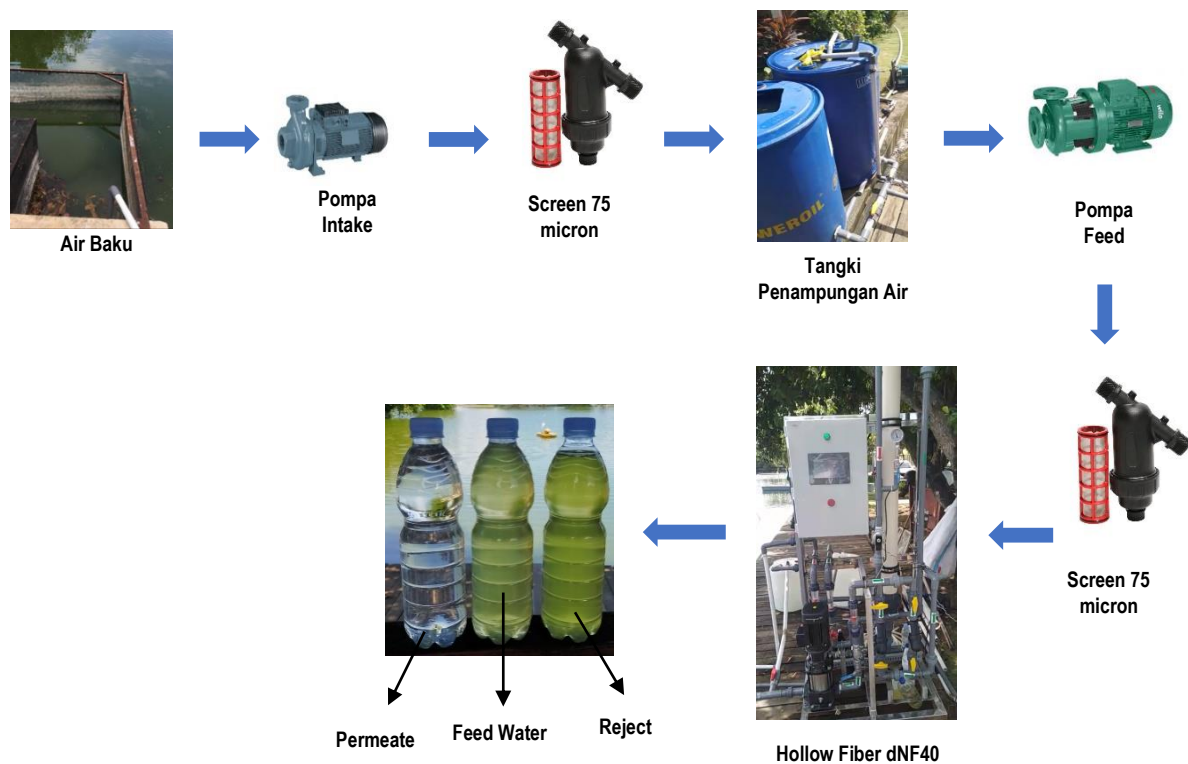 Air Baku
Pompa
Intake
Screen 75
micron
WEROIL
Tangki
Penampungan Air
Pompa
Feed
Screen 75
micron
Hollow Fiber dNF40
Permeate
Feed Water
Reject